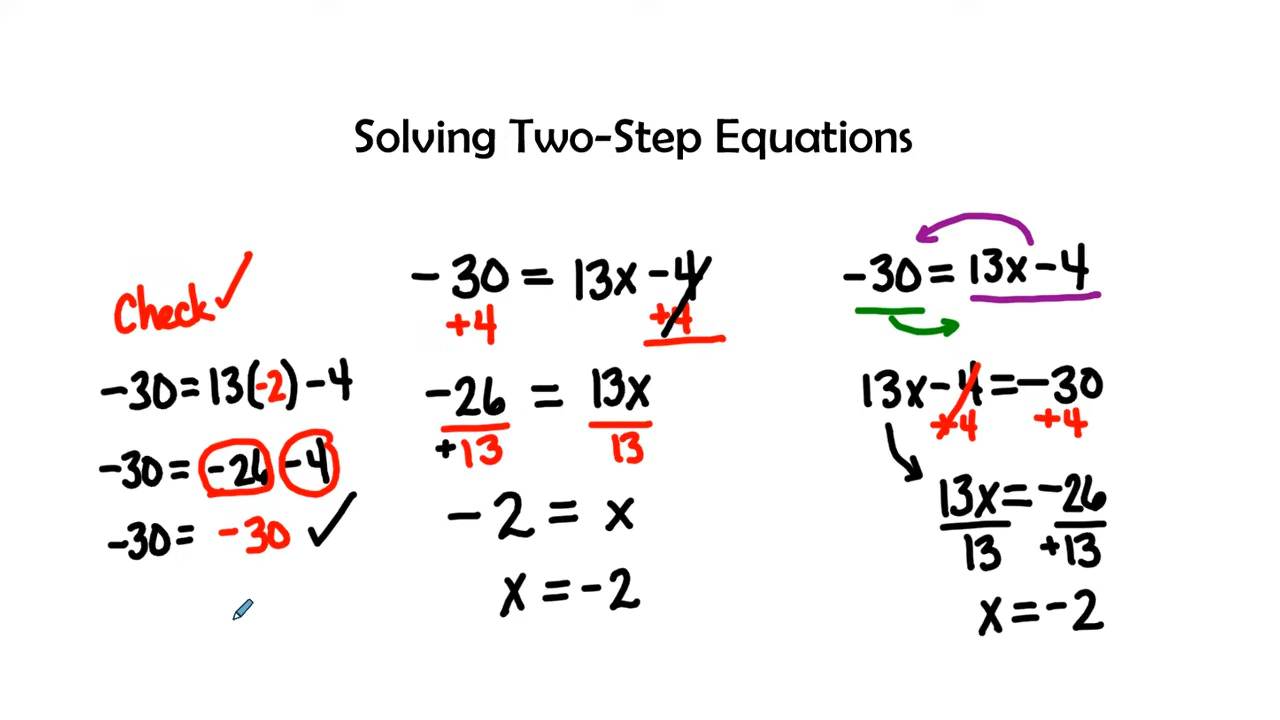 Solving Two-Step Equations
Check ✓
-30 = 13(-2) - 4
-30 = -26 - 4
-30 = -30 ✓
-30 = 13x - 4
+4 +4
-26 = 13x
+13 13
-2 = x
x = -2
-30 = 13x - 4
13x - 4 = -30
+4 +4
13x = -26
13 +13
x = -2